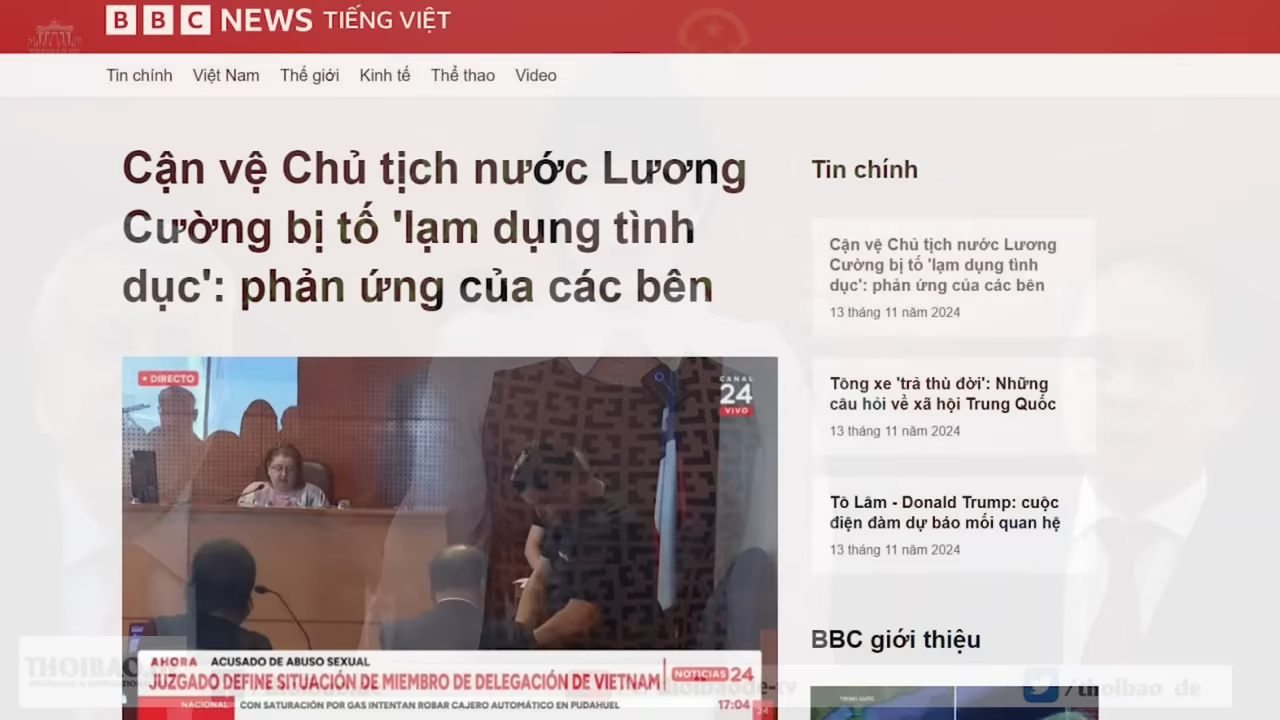 BBC NEWS TIẾNG VIỆT
Tin chính Việt Nam Thế giới Kinh tế Thể thao Video
Cận vệ Chủ tịch nước Lương
Cường bị tố 'lạm dụng tình
dục': phản ứng của các bên
Tin chính
Cận vệ Chủ tịch nước Lương
Cường bị tố 'lạm dụng tình
dục': phản ứng của các bên
13 tháng 11 năm 2024
Tông xe 'trả thù đời': Những
câu hỏi về xã hội Trung Quốc
13 tháng 11 năm 2024
Tô Lâm - Donald Trump: cuộc
điện đàm dự báo mối quan hệ
13 tháng 11 năm 2024
BBC giới thiệu
TRUNG QUỐC
DIRECTO
CANAL
24
VIVO
AHORA ACUSADO DE ABUSO SEXUAL
JUZGADO DEFINE SITUACIÓN DE MIEMBRO DE DELEGACIÓN DE VIETNAM
NOTICIAS 24
NACIONAL CON SATURACIÓN POR GAS INTENTAN ROBAR CAJERO AUTOMÁTICO EN PUDAHUEL
17:04
THOIBAO
/thoibaode-tv
/thoibao_de